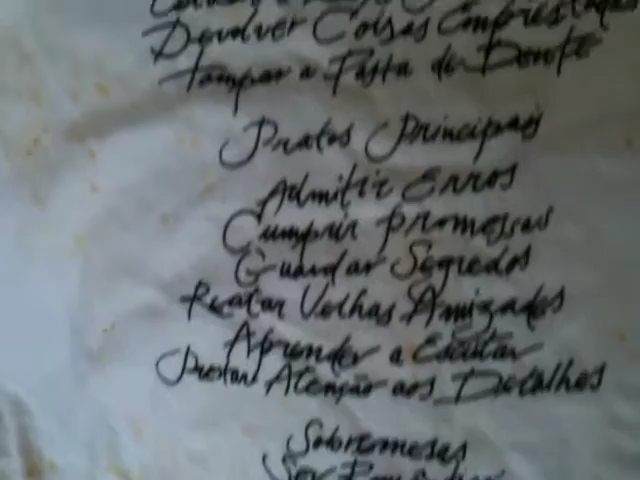 Devolver Coisas Emprestadas
Tampar a Pasta de Dente
Pratos Principais
Admitir Erros
Cumprir promessas
Guardar Segredos
Reatar Velhas Amizades
Aprender a Escutar
Prestar Atenção aos Detalhes
Sobremesas
Ser